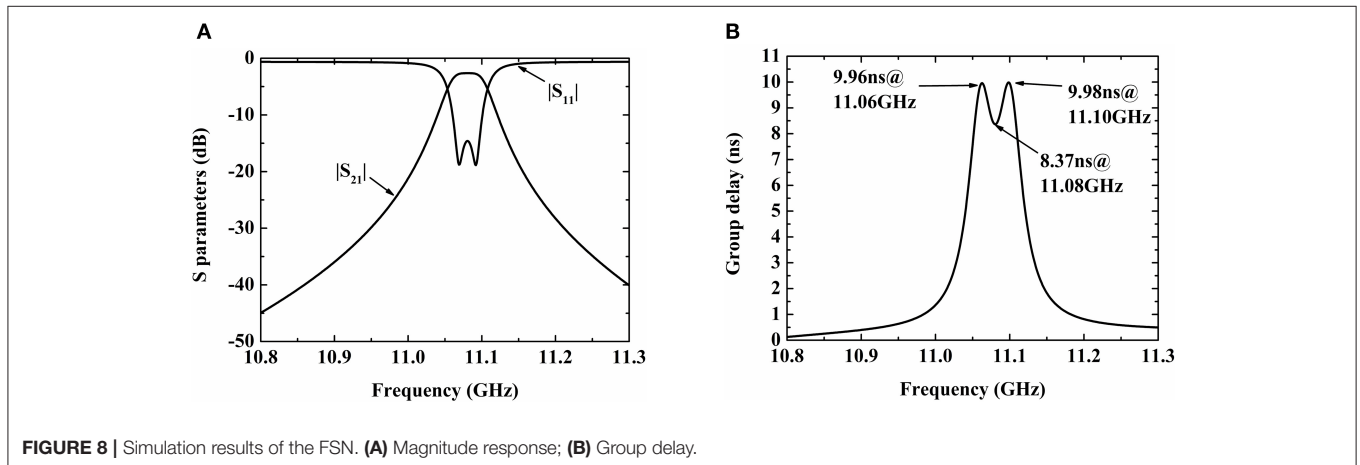 A
0
-10
-20
-30
-40
-50
S parameters (dB)
|S11|
|S21|
10.8 10.9 11.0 11.1 11.2 11.3
Frequency (GHz)
B
11
10
9
8
7
6
5
4
3
2
1
0
Group delay (ns)
9.96ns@
11.06GHz
9.98ns@
11.10GHz
8.37ns@
11.08GHz
10.8 10.9 11.0 11.1 11.2 11.3
Frequency (GHz)
FIGURE 8 | Simulation results of the FSN. (A) Magnitude response; (B) Group delay.